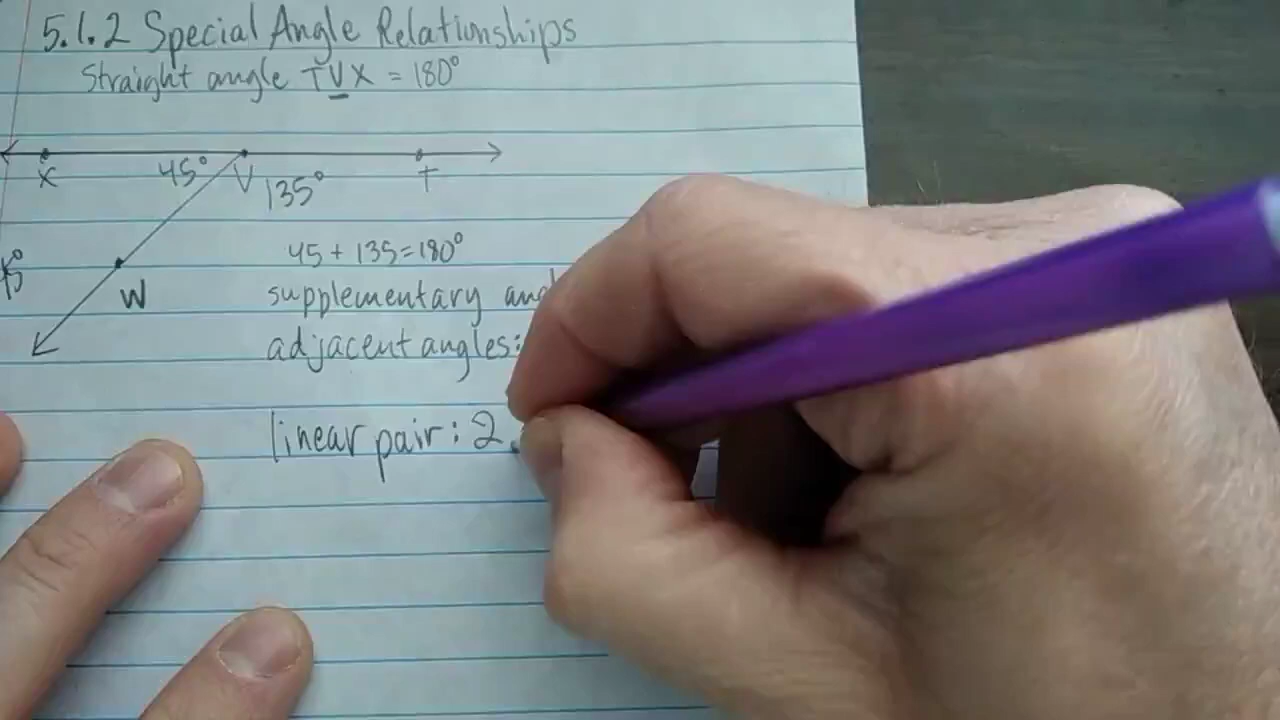 5.1.2 Special Angle Relationships
Straight angle TVX = 180°
X 45° V 135° T
W
45 + 135 = 180°
supplementary
adjacent angles:
linear pair: 2